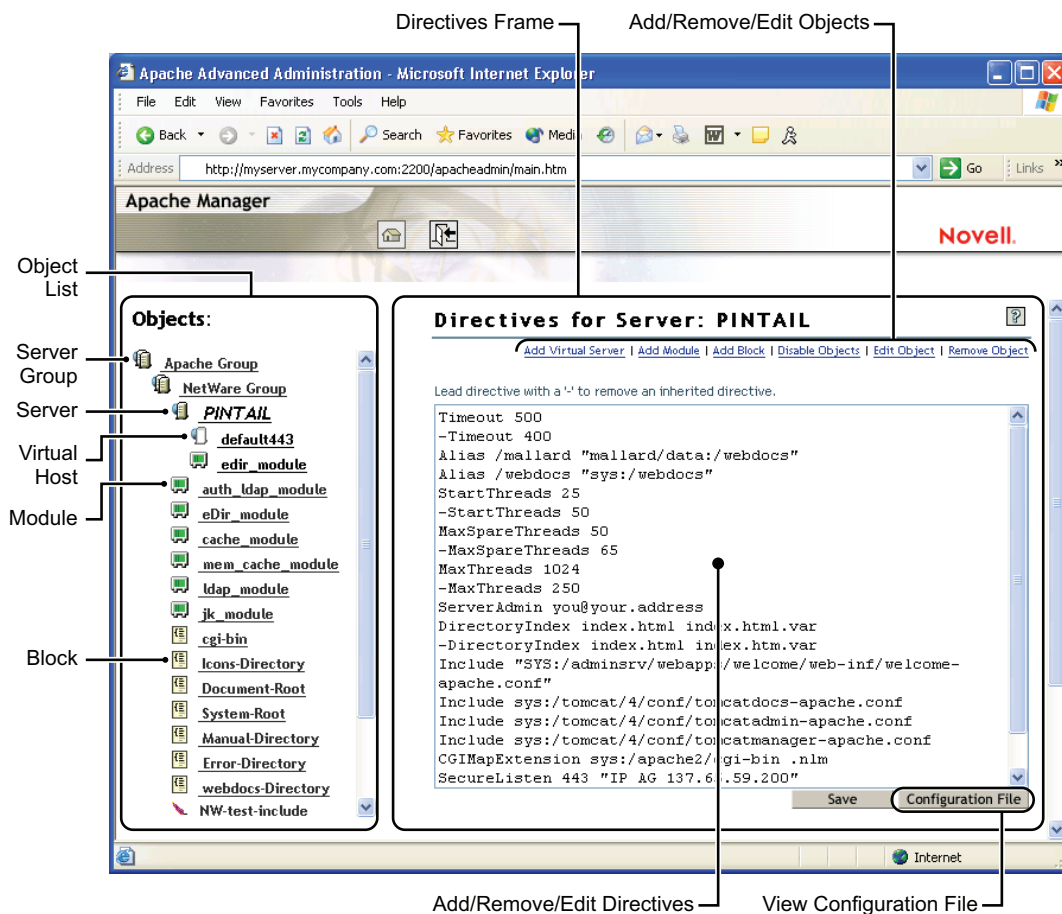 Directives Frame
Add/Remove/Edit Objects
Apache Advanced Administration - Microsoft Internet Explorer
File Edit View Favorites Tools Help
Back Search Favorites Media
Address http://myserver.mycompany.com:2200/apacheadmin/main.htm Go Links »
Apache Manager
Novell.
Object
List
Server
Group
Server
Virtual
Host
Module
Block
Objects:
Apache Group
NetWare Group
PINTAIL
default443
edir_module
auth_ldap_module
eDir_module
cache_module
mem_cache_module
ldap_module
jk_module
cgi-bin
Icons-Directory
Document-Root
System-Root
Manual-Directory
Error-Directory
webdocs-Directory
NW-test-include
Directives for Server: PINTAIL ?
Add Virtual Server | Add Module | Add Block | Disable Objects | Edit Object | Remove Object
Lead directive with a '-' to remove an inherited directive.
Timeout 500
-Timeout 400
Alias /mallard "mallard/data:/webdocs"
Alias /webdocs "sys:/webdocs"
StartThreads 25
-StartThreads 50
MaxSpareThreads 50
-MaxSpareThreads 65
MaxThreads 1024
-MaxThreads 250
ServerAdmin you@your.address
DirectoryIndex index.html index.html.var
-DirectoryIndex index.html index.htm.var
Include "SYS:/adminsrv/webapps/welcome/web-inf/welcome-
apache.conf"
Include sys:/tomcat/4/conf/tomcatdocs-apache.conf
Include sys:/tomcat/4/conf/tomcatadmin-apache.conf
Include sys:/tomcat/4/conf/tomcatmanager-apache.conf
CGIMapExtension sys:/apache2/cgi-bin .nlm
SecureListen 443 "IP AG 137.65.59.200"
Save Configuration File
Internet
Add/Remove/Edit Directives
View Configuration File